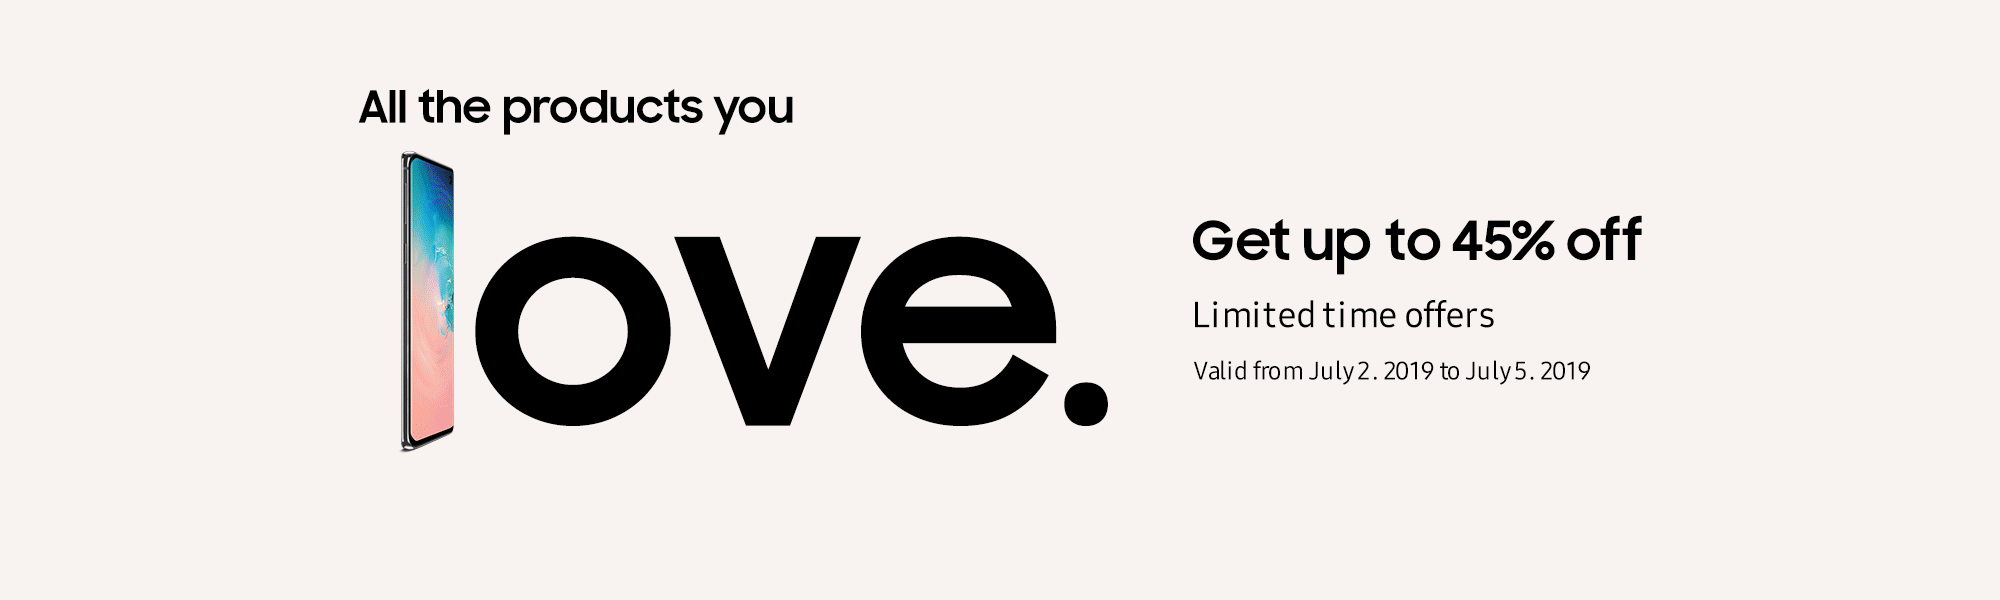 All the products you
love.
Get up to 45% off
Limited time offers
Valid from July 2. 2019 to July 5. 2019